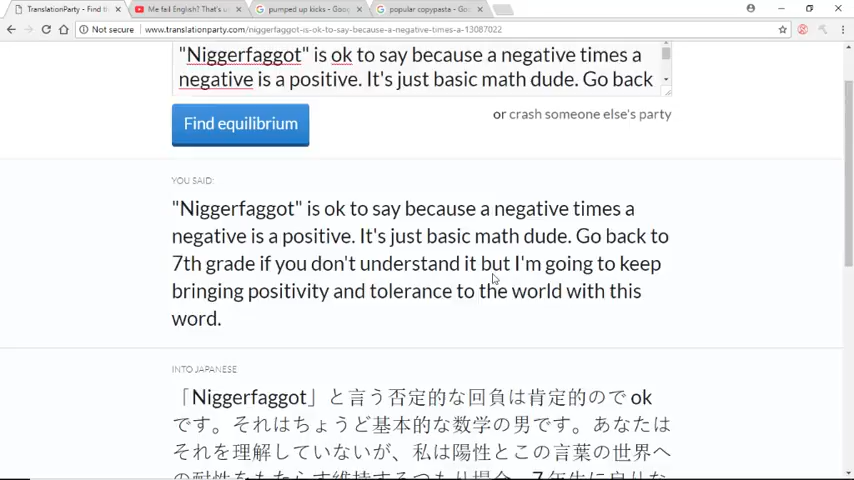 TranslationParty - Find th
Me fail English? That's u
pumped up kicks - Goo
popular copypasta - Go
Not secure www.translationparty.com/niggerfaggot-is-ok-to-say-because-a-negative-times-a-13087022
"Niggerfaggot" is ok to say because a negative times a
negative is a positive. It's just basic math dude. Go back
Find equilibrium
or crash someone else's party
YOU SAID:
"Niggerfaggot" is ok to say because a negative times a
negative is a positive. It's just basic math dude. Go back to
7th grade if you don't understand it but I'm going to keep
bringing positivity and tolerance to the world with this
word.
INTO JAPANESE
「Niggerfaggot」と言う否定的な回負は肯定的ので ok
です。それはちょうど基本的な数学の男です。あなたは
それを理解していないが、私は陽性とこの言葉の世界へ